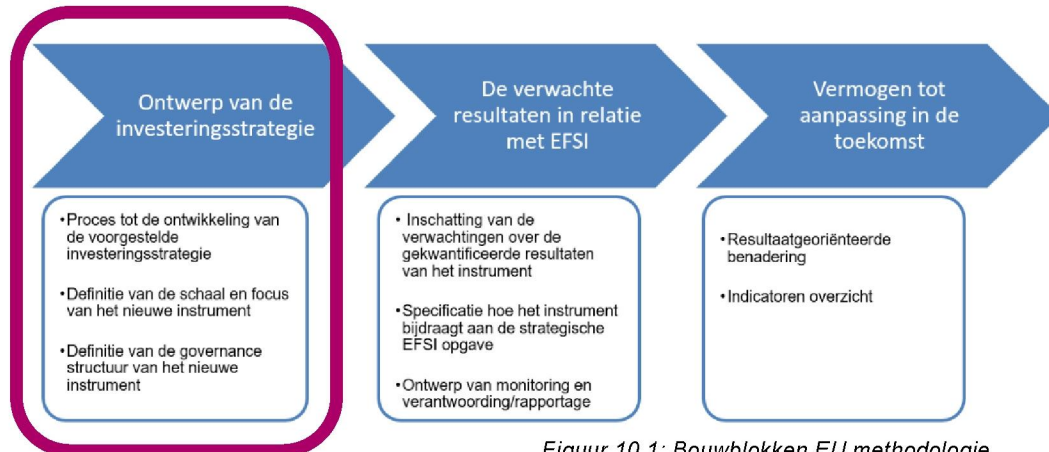 Ontwerp van de
investeringsstrategie
•Proces tot de ontwikkeling van
de voorgestelde
investeringsstrategie
•Definitie van de schaal en focus
van het nieuwe instrument
•Definitie van de governance
structuur van het nieuwe
instrument
De verwachte
resultaten in relatie
met EFSI
• Inschatting van de
verwachtingen over de
gekwantificeerde resultaten
van het instrument
•Specificatie hoe het instrument
bijdraagt aan de strategische
EFSI opgave
•Ontwerp van monitoring en
verantwoording/rapportage
Vermogen tot
aanpassing in de
toekomst
•Resultaatgeoriënteerde
benadering
•Indicatoren overzicht
Figuur 10.1: Bouwblokken EU methodologie